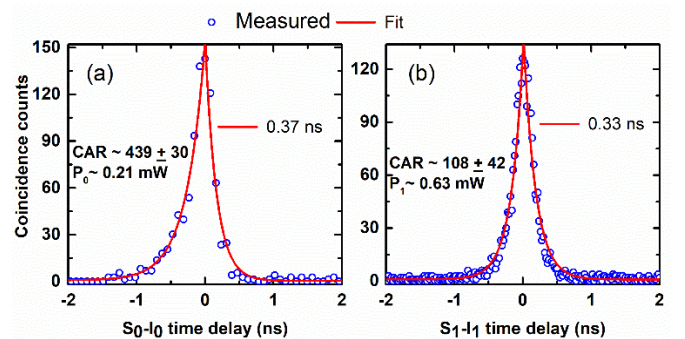 Measured Fit
(a)
0.37 ns
CAR ~ 439 ± 30
P₀~ 0.21 mW
Coincidence counts
150
120
90
60
30
0
-2 -1 0 1 2
S₀-I₀ time delay (ns)
(b)
0.33 ns
CAR ~ 108 ± 42
P₁~ 0.63 mW
120
90
60
30
0
-2 -1 0 1 2
S₁-I₁ time delay (ns)